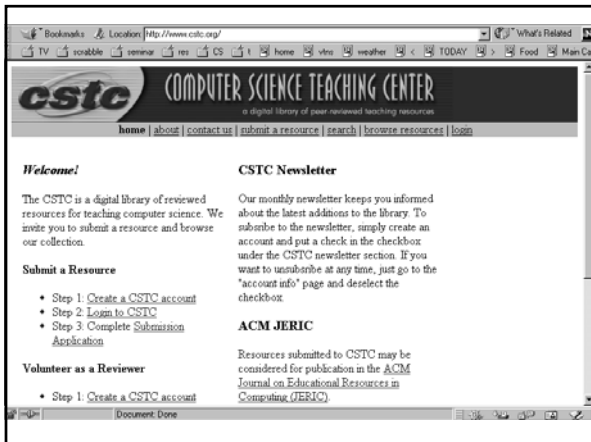 Bookmarks Location: http://www.cstc.org/ What's Related N
TV scrabble seminar res CS t home vtns weather < TODAY > Food Main Ca
cstc COMPUTER SCIENCE TEACHING CENTER
a digital library of peer-reviewed teaching resources
home | about | contact us | submit a resource | search | browse resources | login
Welcome!
The CSTC is a digital library of reviewed
resources for teaching computer science. We
invite you to submit a resource and browse
our collection.
Submit a Resource
• Step 1: Create a CSTC account
• Step 2: Login to CSTC
• Step 3: Complete Submission
Application
Volunteer as a Reviewer
• Step 1: Create a CSTC account
CSTC Newsletter
Our monthly newsletter keeps you informed
about the latest additions to the library. To
subsribe to the newsletter, simply create an
account and put a check in the checkbox
under the CSTC newsletter section. If you
want to unsubsribe at any time, just go to the
"account info" page and deselect the
checkbox.
ACM JERIC
Resources submitted to CSTC may be
considered for publication in the ACM
Journal on Educational Resources in
Computing (JERIC).
Document: Done